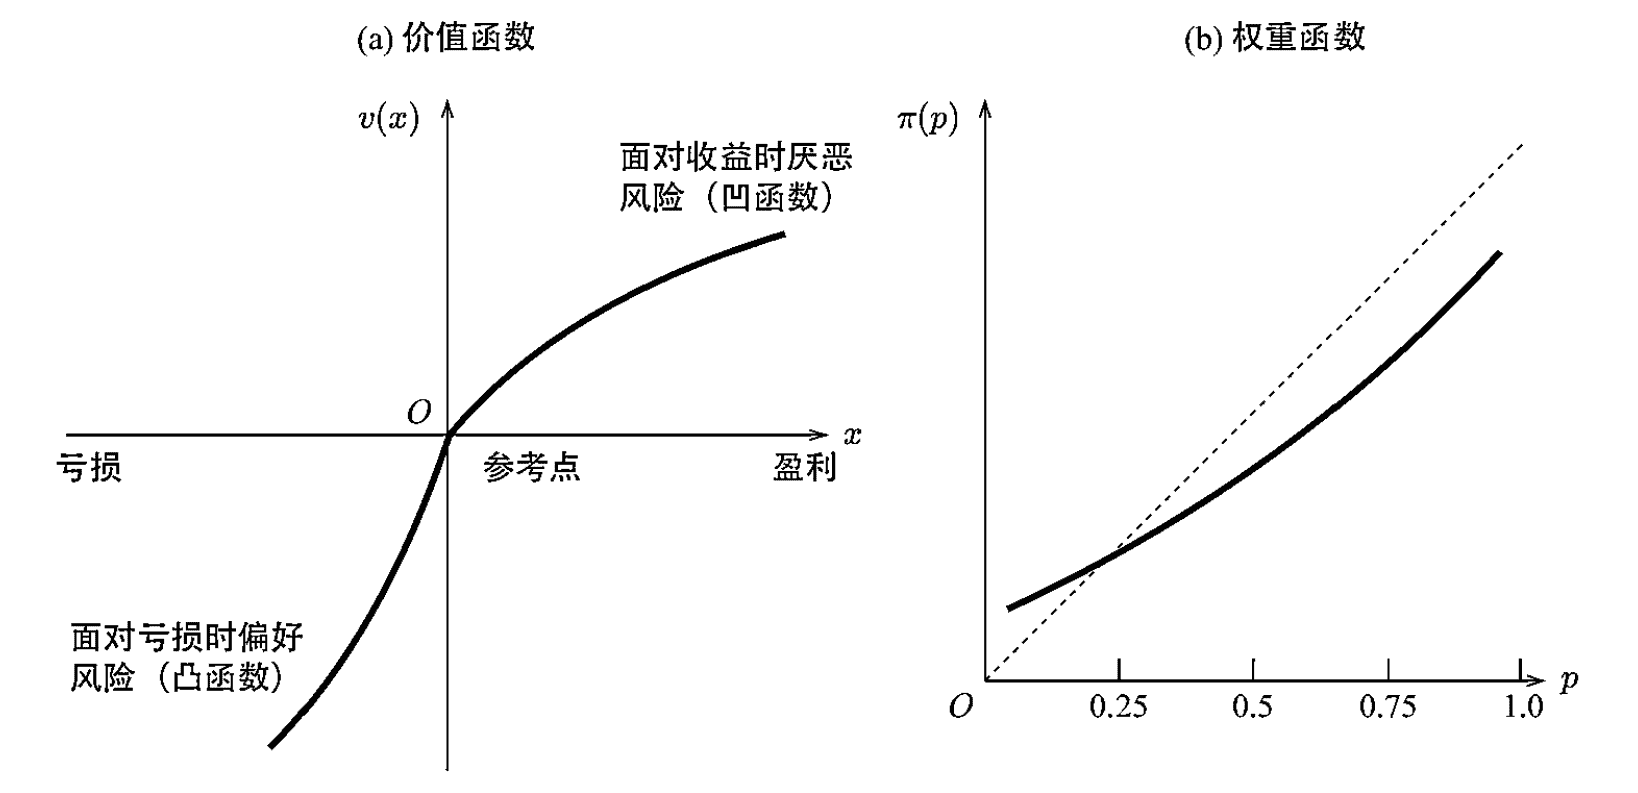 (a) 价值函数
v(x)
面对收益时厌恶
风险（凹函数）
O
x
亏损
参考点
盈利
面对亏损时偏好
风险（凸函数）
(b) 权重函数
π(p)
O
0.25
0.5
0.75
1.0
p